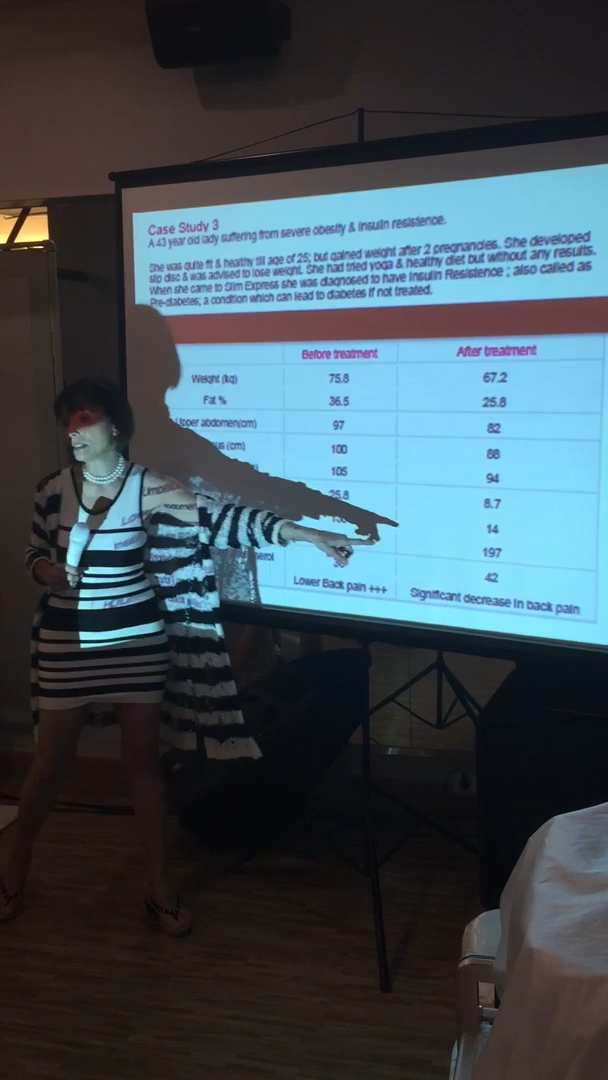 Case Study 3
A 43 year old lady suffering from severe obesity & insulin resistence.
She was quite fit & healthy till age of 25; but gained weight after 2 pregnancies. She developed
slip disc & was advised to lose weight. She had tried yoga & healthy diet but without any results.
When she came to Slim Express she was diagnosed to have Insulin Resistence ; also called as
Pre-diabetes; a condition which can lead to diabetes if not treated.
Before treatment After treatment
Weight (kg) 75.8 67.2
Fat % 36.5 25.8
Upper abdomen(cm) 97 82
(cm) 100 88
105 94
25.8 8.7
14
197
42
Lower Back pain +++ Significant decrease in back pain